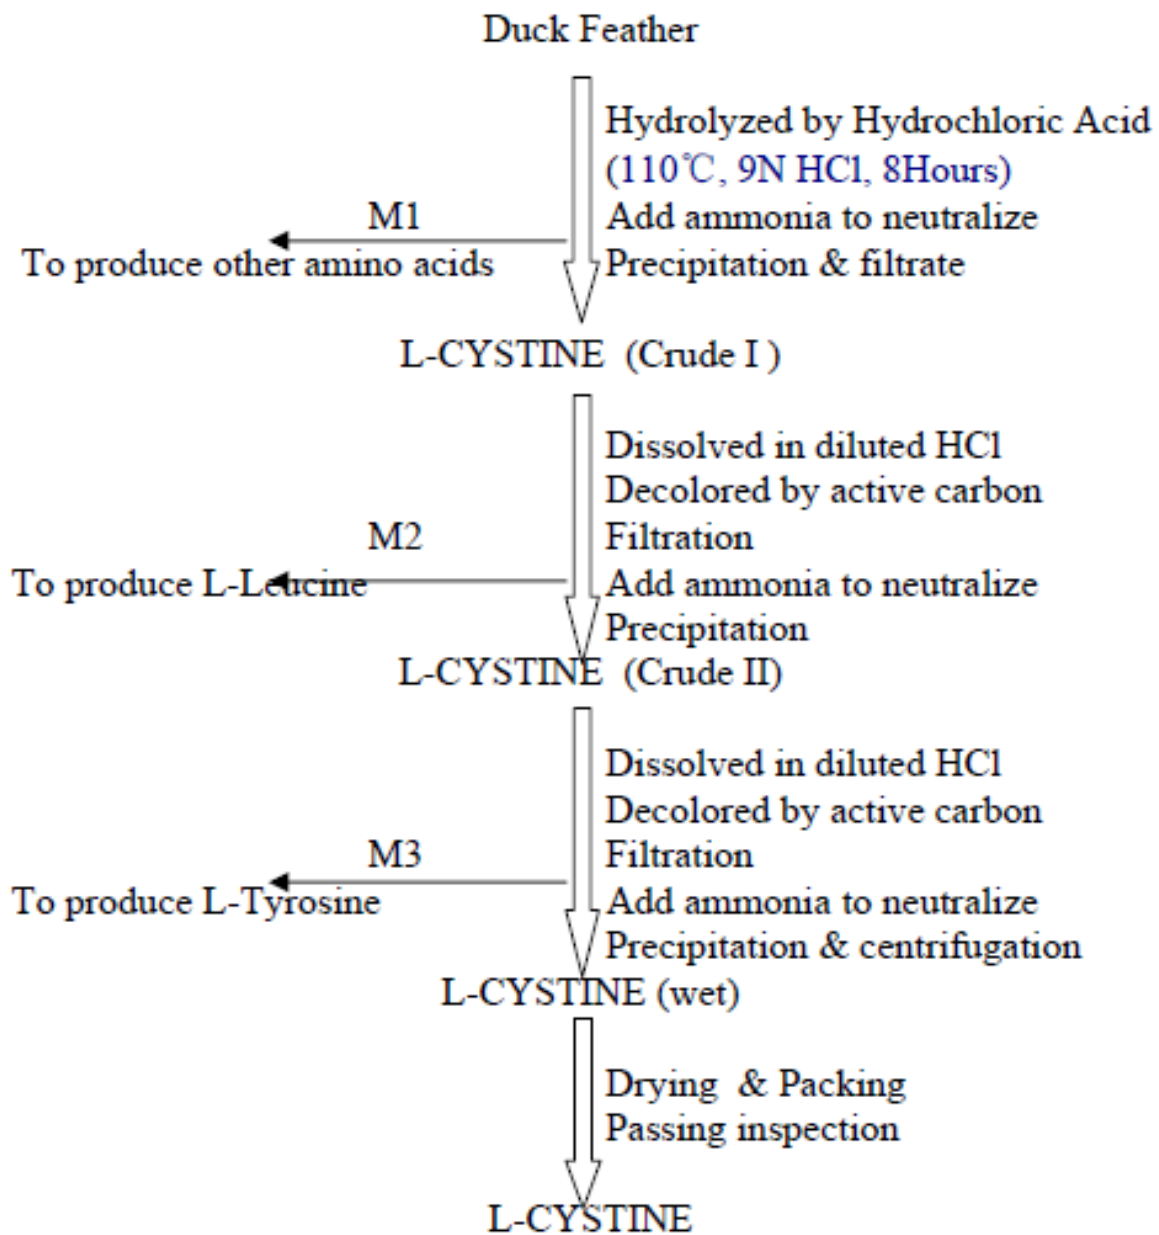 Duck Feather
Hydrolyzed by Hydrochloric Acid
(110℃, 9N HCl, 8Hours)
M1
Add ammonia to neutralize
To produce other amino acids
Precipitation & filtrate
L-CYSTINE (Crude I )
Dissolved in diluted HCl
Decolored by active carbon
M2
Filtration
To produce L-Leucine
Add ammonia to neutralize
Precipitation
L-CYSTINE (Crude II)
Dissolved in diluted HCl
Decolored by active carbon
M3
Filtration
To produce L-Tyrosine
Add ammonia to neutralize
Precipitation & centrifugation
L-CYSTINE (wet)
Drying & Packing
Passing inspection
L-CYSTINE